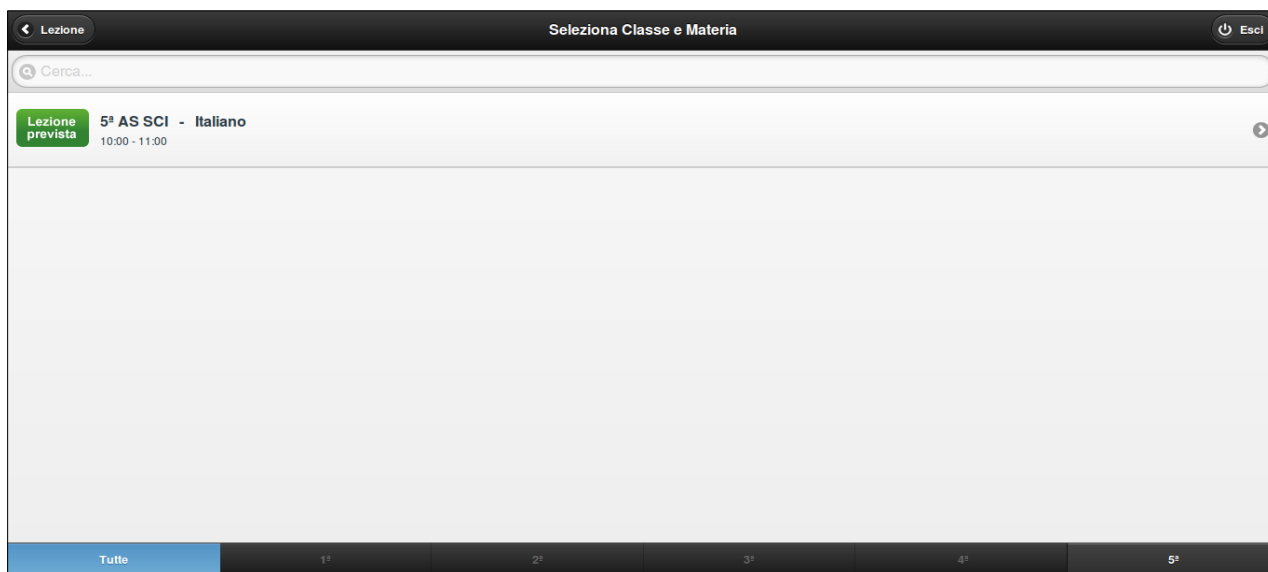 Lezione
Seleziona Classe e Materia
Esci
Cerca...
Lezione
prevista
5ª AS SCI - Italiano
10:00 - 11:00
Tutte
1ª
2ª
3ª
4ª
5ª